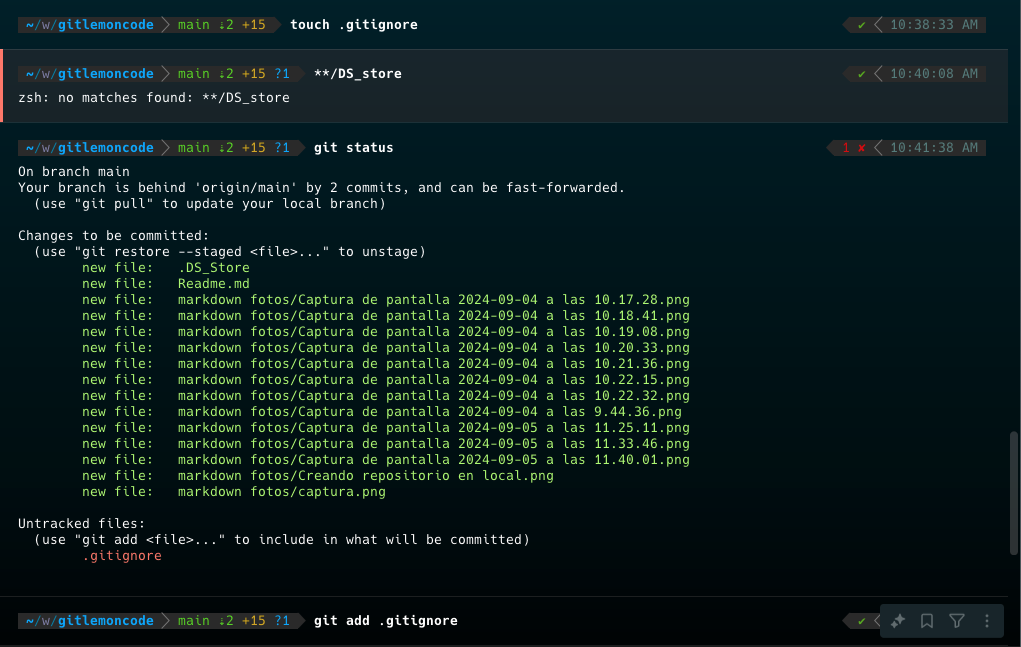 ~/w/gitlemoncode main ⇣2 +15 touch .gitignore ✔ 10:38:33 AM
~/w/gitlemoncode main ⇣2 +15 ?1 **/DS_store ✔ 10:40:08 AM
zsh: no matches found: **/DS_store
~/w/gitlemoncode main ⇣2 +15 ?1 git status 1 ✘ 10:41:38 AM
On branch main
Your branch is behind 'origin/main' by 2 commits, and can be fast-forwarded.
(use "git pull" to update your local branch)
Changes to be committed:
(use "git restore --staged <file>..." to unstage)
new file: .DS_Store
new file: Readme.md
new file: markdown fotos/Captura de pantalla 2024-09-04 a las 10.17.28.png
new file: markdown fotos/Captura de pantalla 2024-09-04 a las 10.18.41.png
new file: markdown fotos/Captura de pantalla 2024-09-04 a las 10.19.08.png
new file: markdown fotos/Captura de pantalla 2024-09-04 a las 10.20.33.png
new file: markdown fotos/Captura de pantalla 2024-09-04 a las 10.21.36.png
new file: markdown fotos/Captura de pantalla 2024-09-04 a las 10.22.15.png
new file: markdown fotos/Captura de pantalla 2024-09-04 a las 10.22.32.png
new file: markdown fotos/Captura de pantalla 2024-09-04 a las 9.44.36.png
new file: markdown fotos/Captura de pantalla 2024-09-05 a las 11.25.11.png
new file: markdown fotos/Captura de pantalla 2024-09-05 a las 11.33.46.png
new file: markdown fotos/Captura de pantalla 2024-09-05 a las 11.40.01.png
new file: markdown fotos/Creando repositorio en local.png
new file: markdown fotos/captura.png
Untracked files:
(use "git add <file>..." to include in what will be committed)
.gitignore
~/w/gitlemoncode main ⇣2 +15 ?1 git add .gitignore ✔